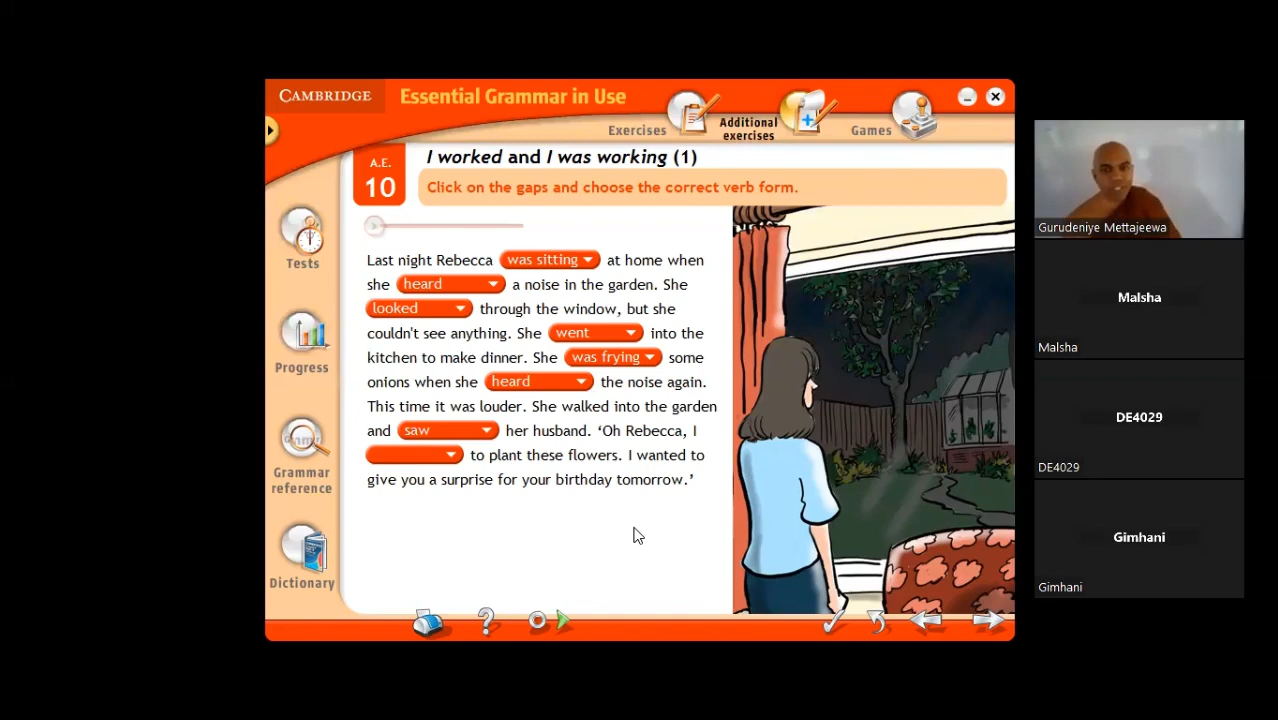 CAMBRIDGE
Essential Grammar in Use
Exercises
Additional
exercises
Games
A.E.
10
I worked and I was working (1)
Click on the gaps and choose the correct verb form.
Tests
Progress
Grammar
reference
Dictionary
Last night Rebecca was sitting at home when
she heard a noise in the garden. She
looked through the window, but she
couldn't see anything. She went into the
kitchen to make dinner. She was frying some
onions when she heard the noise again.
This time it was louder. She walked into the garden
and saw her husband. ‘Oh Rebecca, I
to plant these flowers. I wanted to
give you a surprise for your birthday tomorrow.’
Gurudeniye Mettajeewa
Malsha
Malsha
DE4029
DE4029
Gimhani
Gimhani